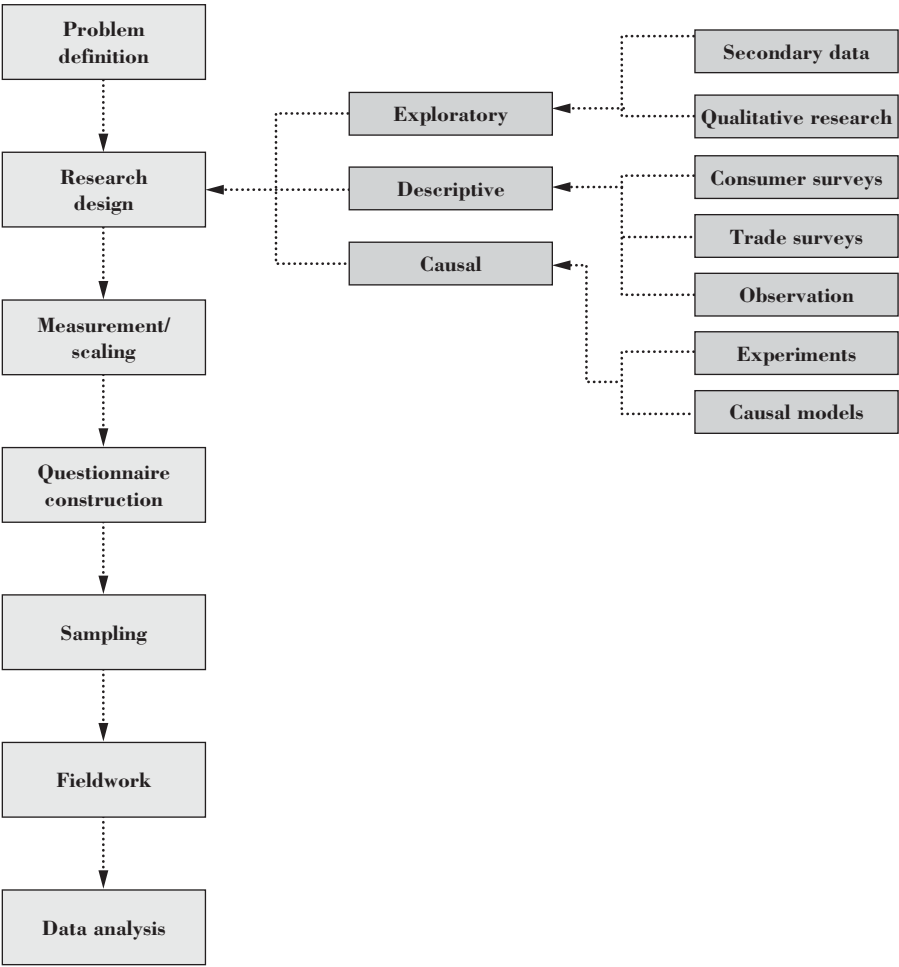 Problem
definition
Research
design
Measurement/
scaling
Questionnaire
construction
Sampling
Fieldwork
Data analysis
Exploratory
Descriptive
Causal
Secondary data
Qualitative research
Consumer surveys
Trade surveys
Observation
Experiments
Causal models